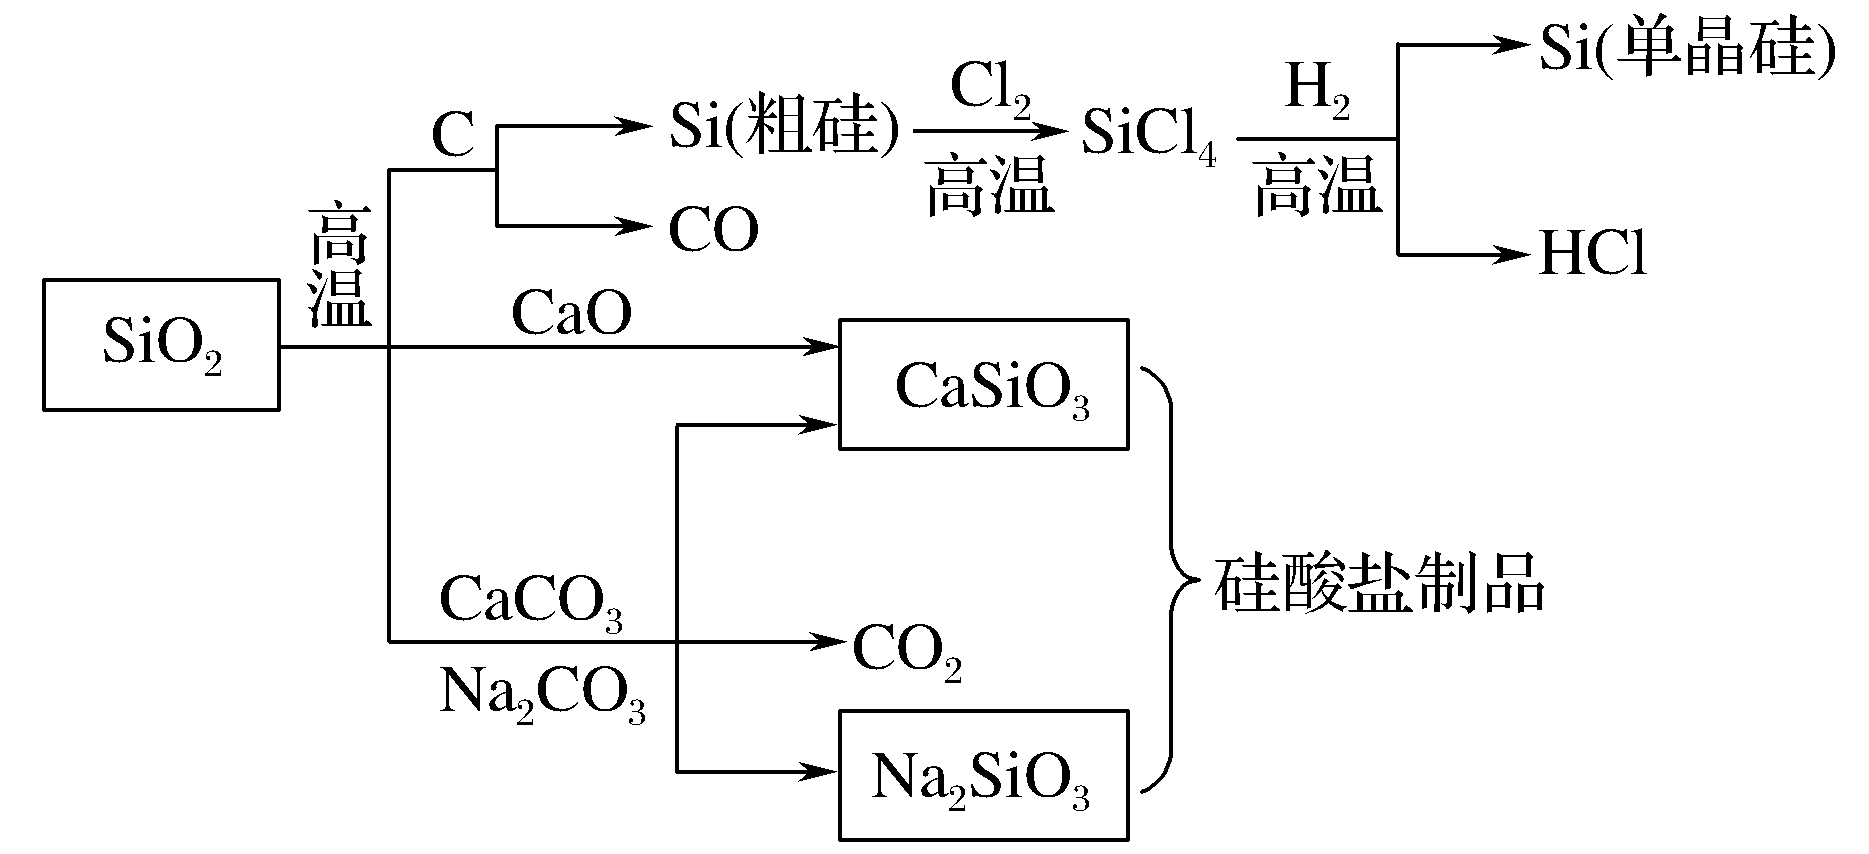 Si(单晶硅)
H₂
Cl₂
C
Si(粗硅)
SiCl₄
高温
高温
高温
CO
HCl
CaO
SiO₂
CaSiO₃
硅酸盐制品
CaCO₃
CO₂
Na₂CO₃
Na₂SiO₃